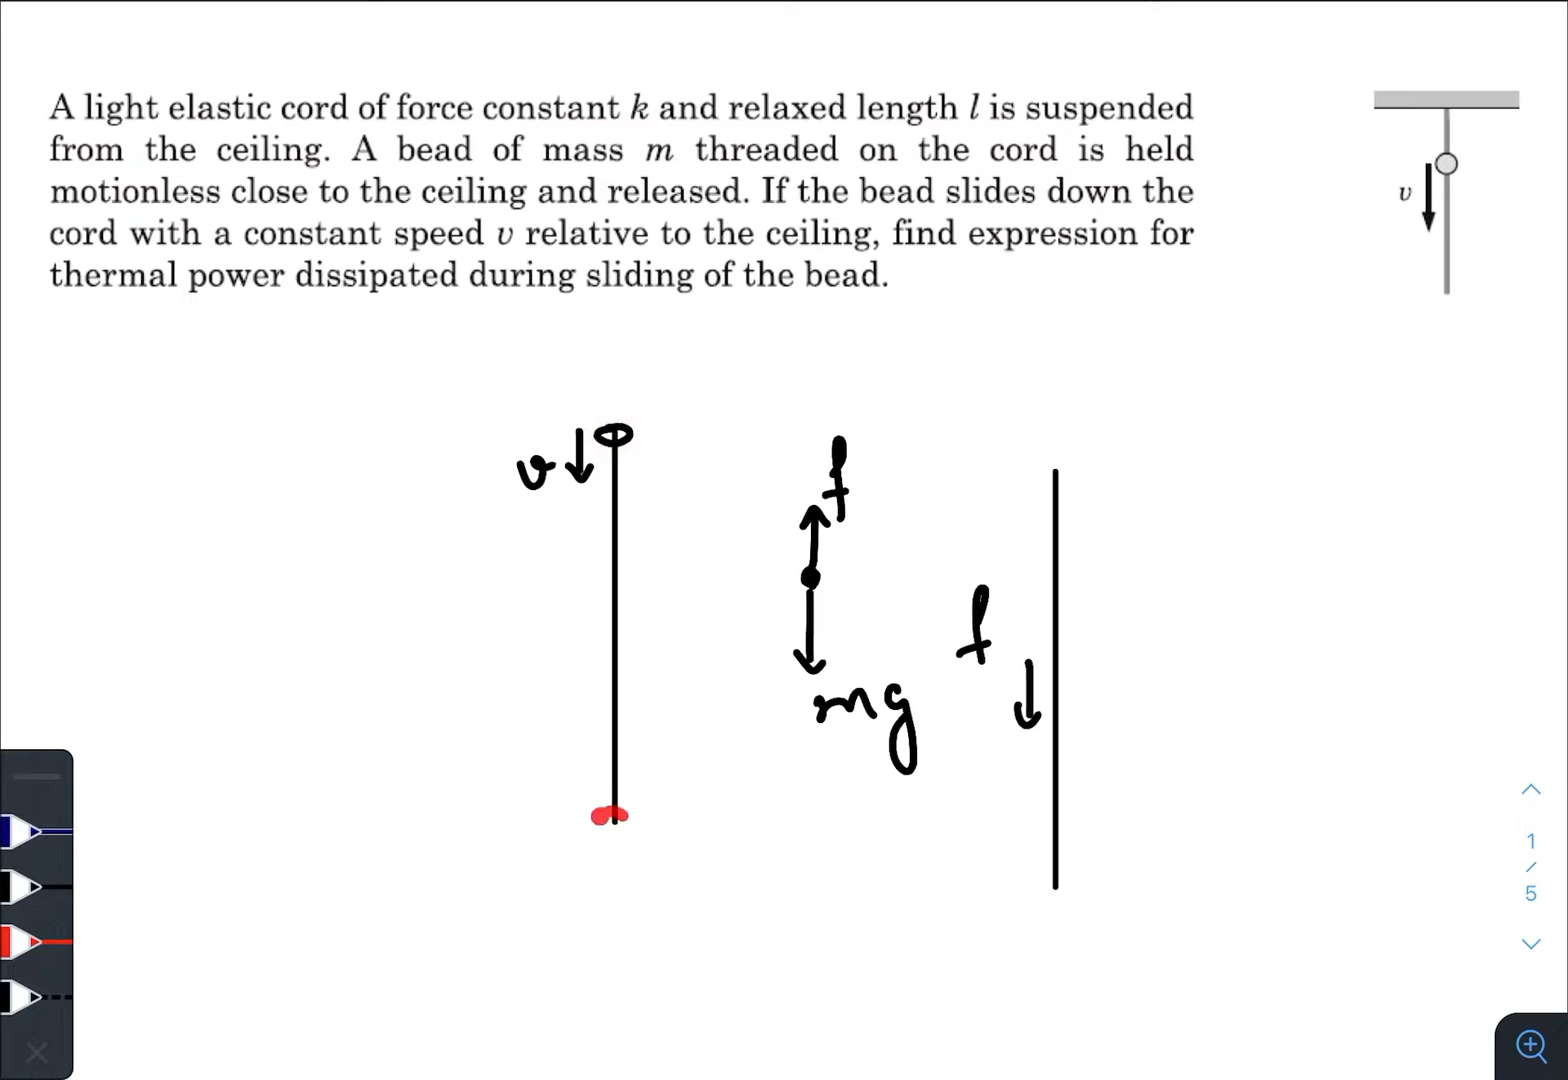 A light elastic cord of force constant k and relaxed length l is suspended
from the ceiling. A bead of mass m threaded on the cord is held
motionless close to the ceiling and released. If the bead slides down the
cord with a constant speed v relative to the ceiling, find expression for
thermal power dissipated during sliding of the bead.
v
v
f
f
mg
1
/
5